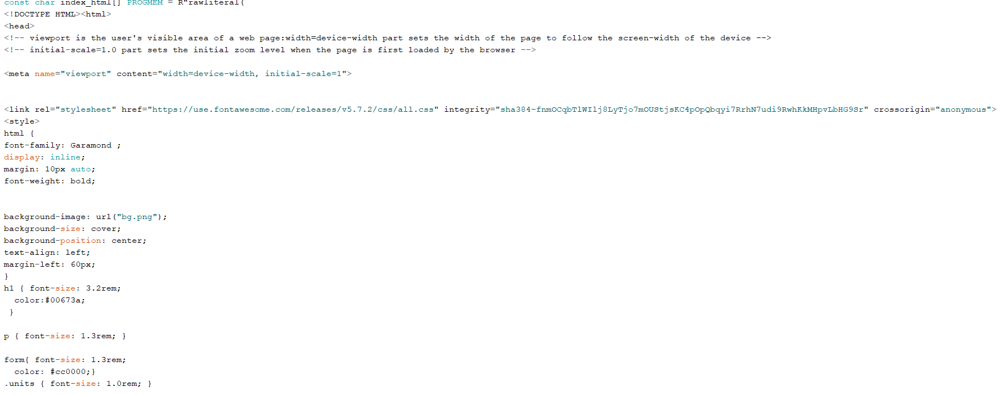 const char index_html[] PROGMEM = R"rawliteral(
<!DOCTYPE HTML><html>
<head>
<!-- viewport is the user's visible area of a web page:width=device-width part sets the width of the page to follow the screen-width of the device -->
<!-- initial-scale=1.0 part sets the initial zoom level when the page is first loaded by the browser -->
<meta name="viewport" content="width=device-width, initial-scale=1">
<link rel="stylesheet" href="https://use.fontawesome.com/releases/v5.7.2/css/all.css" integrity="sha384-fnmOCqbTlWIlj8LyTjo7mOUStjsKC4pOpQbqyi7RrhN7udi9RwhKkMHpvLbHG9Sr" crossorigin="anonymous">
<style>
html {
font-family: Garamond ;
display: inline;
margin: 10px auto;
font-weight: bold;
background-image: url("bg.png");
background-size: cover;
background-position: center;
text-align: left;
margin-left: 60px;
}
h1 { font-size: 3.2rem;
  color:#00673a;
 }
p { font-size: 1.3rem; }
form{ font-size: 1.3rem;
  color: #cc0000;}
.units { font-size: 1.0rem; }